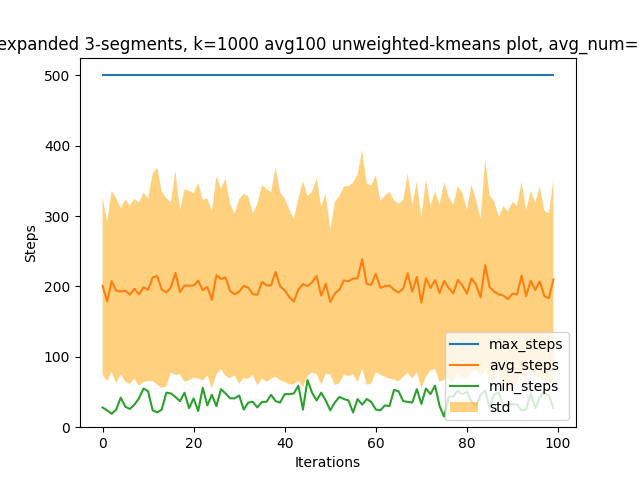 expanded 3-segments, k=1000 avg100 unweighted-kmeans plot, avg_num=
500
400
300
200
100
0
Steps
0 20 40 60 80 100
Iterations
max_steps
avg_steps
min_steps
std